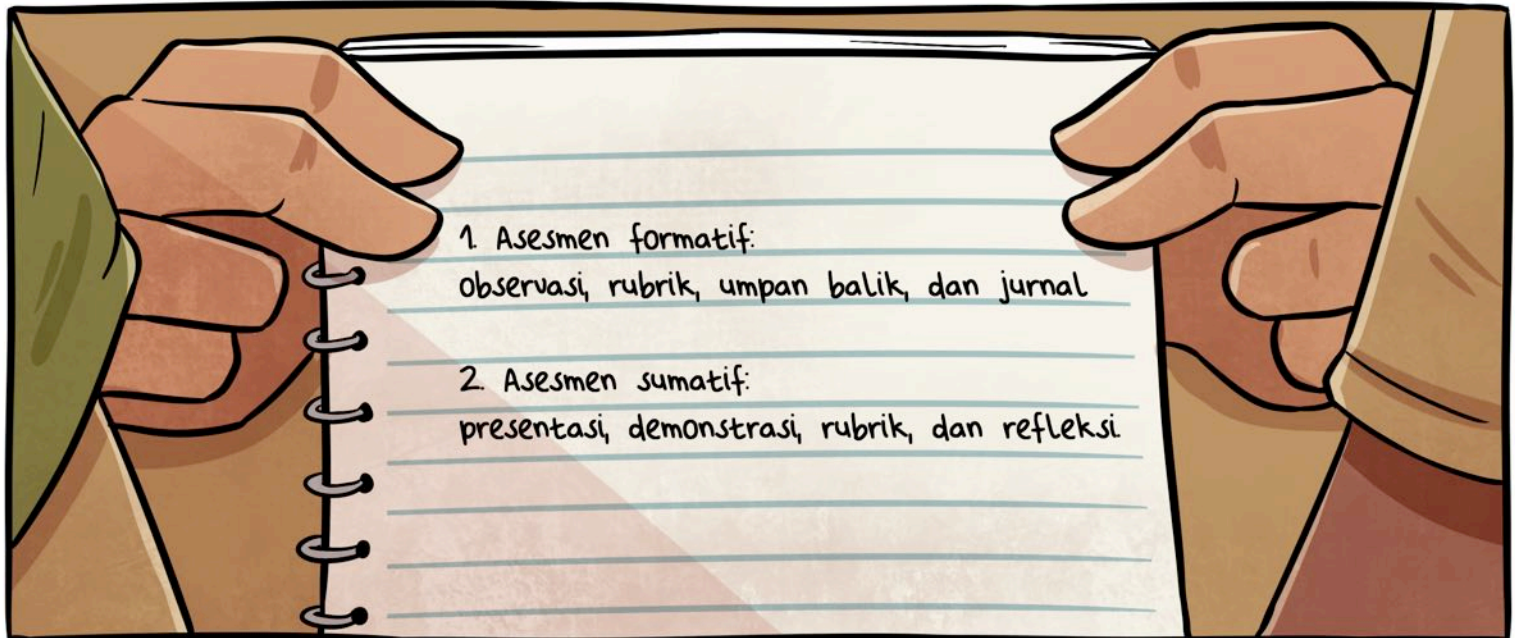 1. Asesmen formatif:
observasi, rubrik, umpan balik, dan jurnal
2. Asesmen sumatif:
presentasi, demonstrasi, rubrik, dan refleksi.